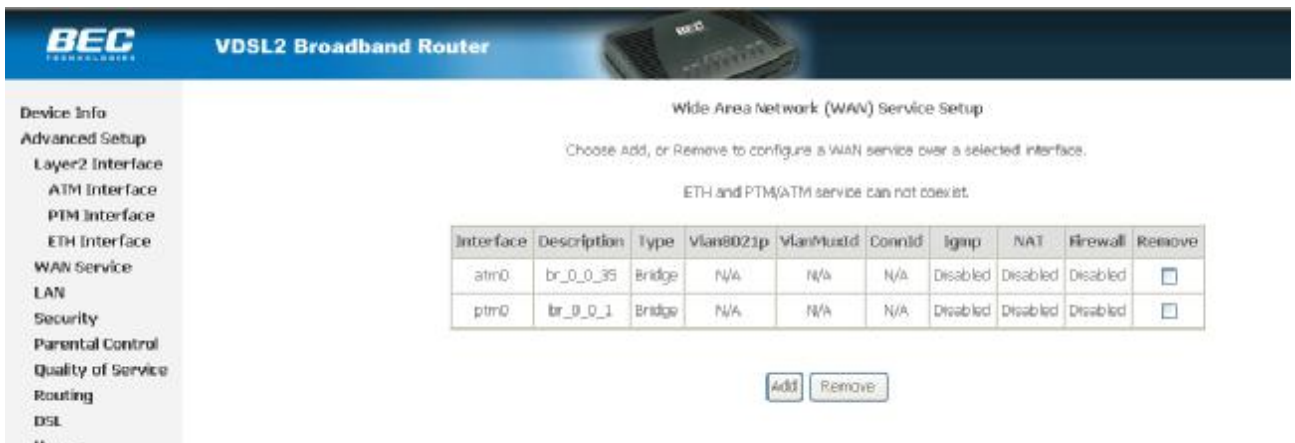 BEC
TECHNOLOGIES
VDSL2 Broadband Router
BEC
Device Info
Advanced Setup
Layer2 Interface
ATM Interface
PTM Interface
ETH Interface
WAN Service
LAN
Security
Parental Control
Quality of Service
Routing
DSL
Wide Area Network (WAN) Service Setup
Choose Add, or Remove to configure a WAN service over a selected interface.
ETH and PTM/ATM service can not coexist.
Interface Description Type Vlan8021p VlanMuxId ConnId Igmp NAT Firewall Remove
atm0 br_0_0_35 Bridge N/A N/A N/A Disabled Disabled Disabled
ptm0 br_0_0_1 Bridge N/A N/A N/A Disabled Disabled Disabled
Add Remove